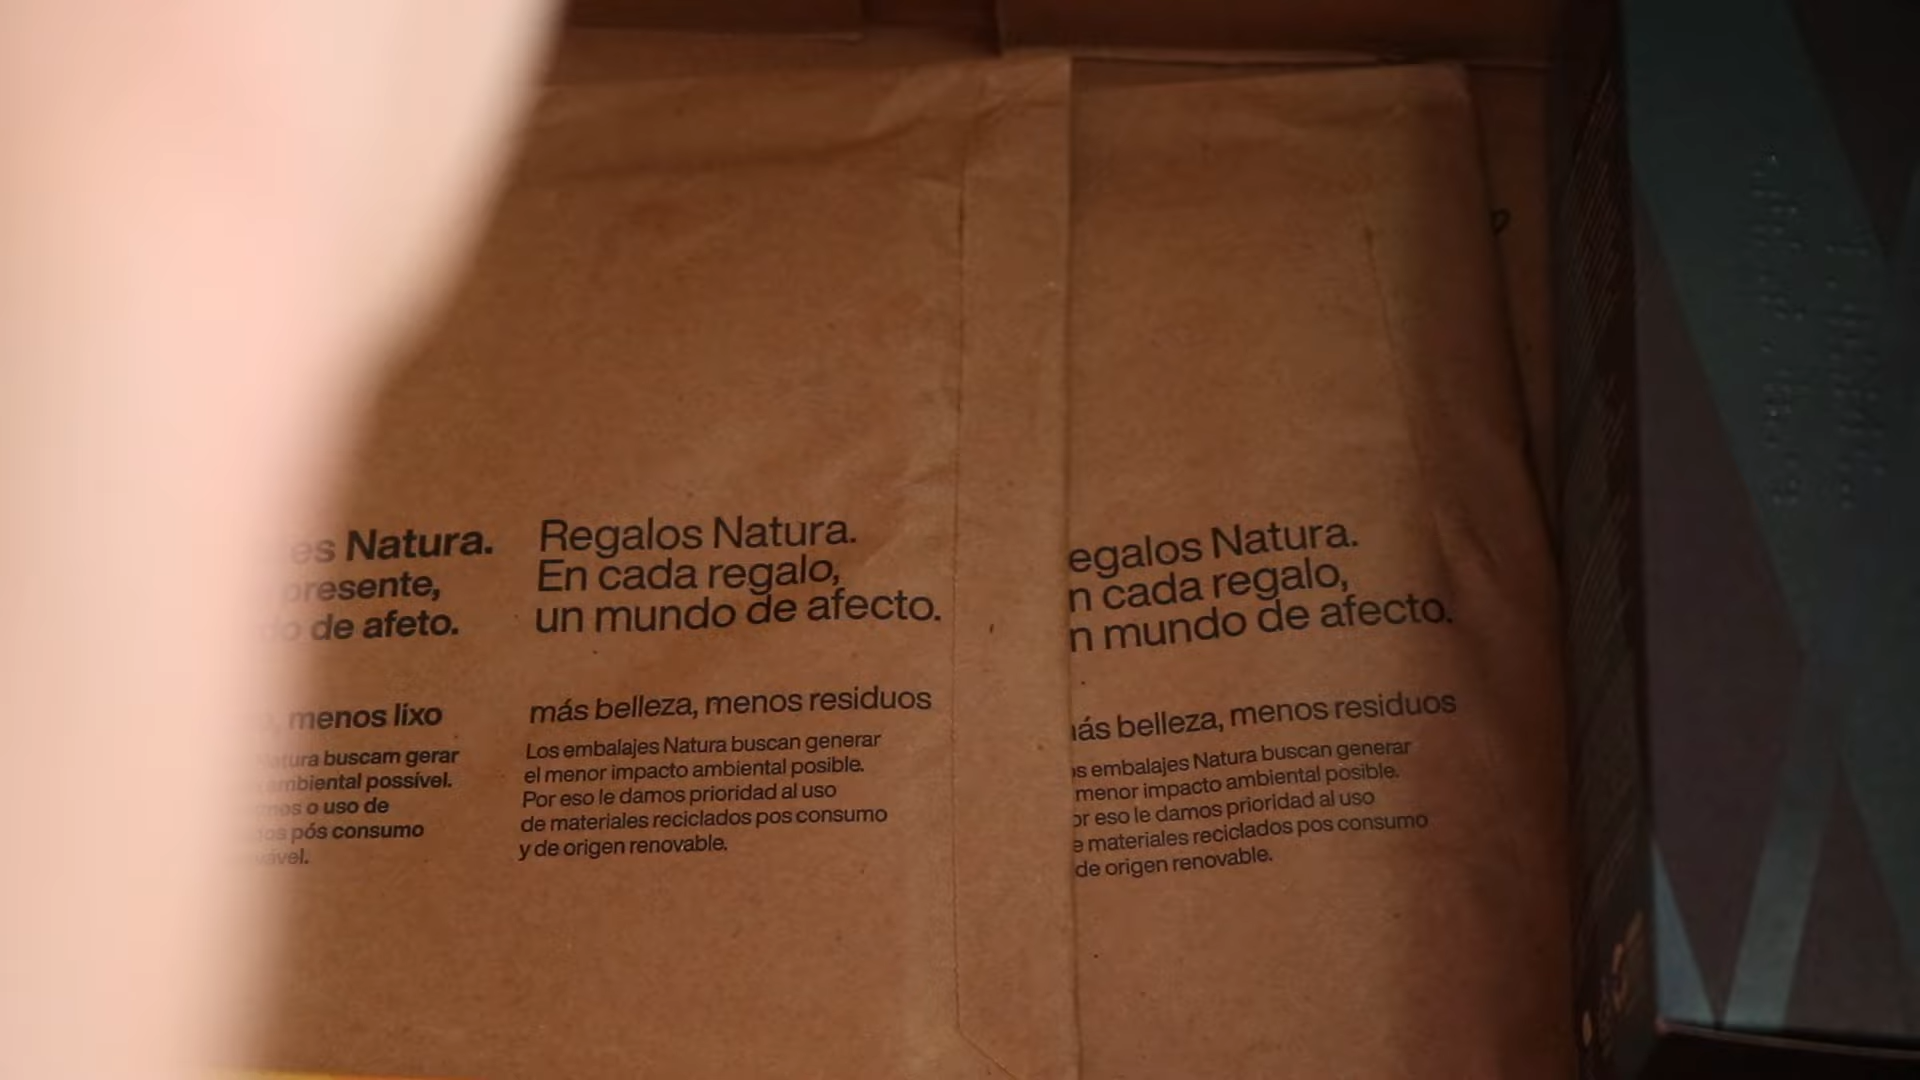 Natura.
presente,
de afeto.
menos lixo
Natura buscam gerar
ambiental possível.
o uso de
pós consumo
Regalos Natura.
En cada regalo,
un mundo de afecto.
más belleza, menos residuos
Los embalajes Natura buscan generar
el menor impacto ambiental posible.
Por eso le damos prioridad al uso
de materiales reciclados pos consumo
y de origen renovable.
egalos Natura.
n cada regalo,
n mundo de afecto.
ás belleza, menos residuos
s embalajes Natura buscan generar
menor impacto ambiental posible.
or eso le damos prioridad al uso
e materiales reciclados pos consumo
de origen renovable.